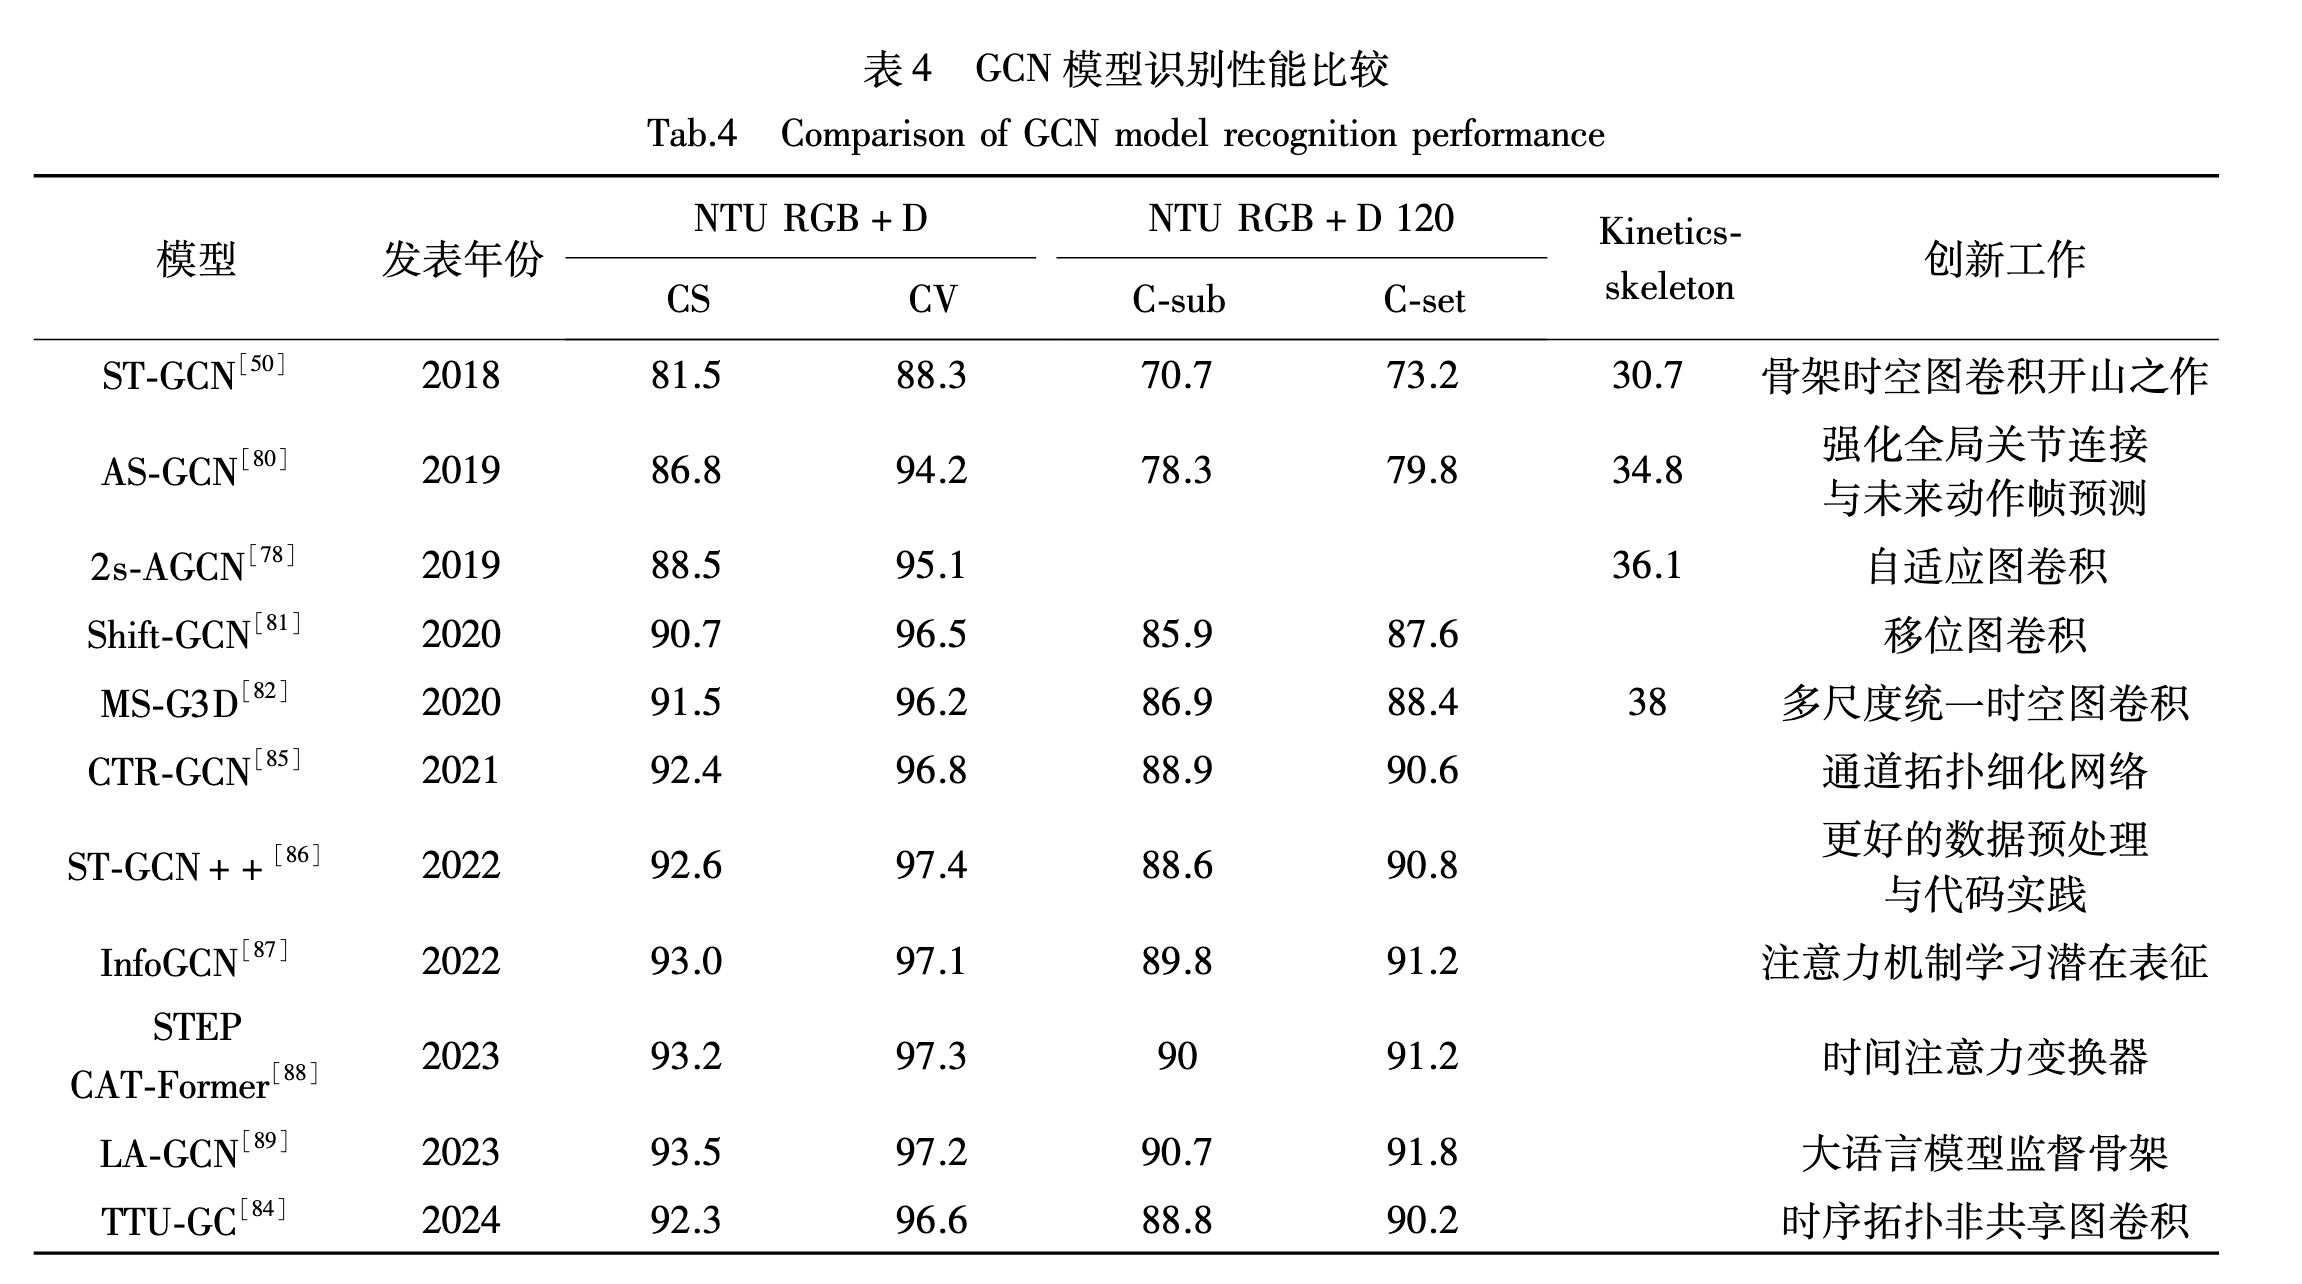 表4 GCN模型识别性能比较
Tab.4 Comparison of GCN model recognition performance
模型 发表年份 NTU RGB+D NTU RGB+D 120 Kinetics-skeleton 创新工作
CS CV C-sub C-set
ST-GCN[50] 2018 81.5 88.3 70.7 73.2 30.7 骨架时空图卷积开山之作
AS-GCN[80] 2019 86.8 94.2 78.3 79.8 34.8 强化全局关节连接
与未来动作帧预测
2s-AGCN[78] 2019 88.5 95.1 36.1 自适应图卷积
Shift-GCN[81] 2020 90.7 96.5 85.9 87.6 移位图卷积
MS-G3D[82] 2020 91.5 96.2 86.9 88.4 38 多尺度统一时空图卷积
CTR-GCN[85] 2021 92.4 96.8 88.9 90.6 通道拓扑细化网络
ST-GCN++[86] 2022 92.6 97.4 88.6 90.8 更好的数据预处理
与代码实践
InfoGCN[87] 2022 93.0 97.1 89.8 91.2 注意力机制学习潜在表征
STEP
CAT-Former[88] 2023 93.2 97.3 90 91.2 时间注意力变换器
LA-GCN[89] 2023 93.5 97.2 90.7 91.8 大语言模型监督骨架
TTU-GC[84] 2024 92.3 96.6 88.8 90.2 时序拓扑非共享图卷积